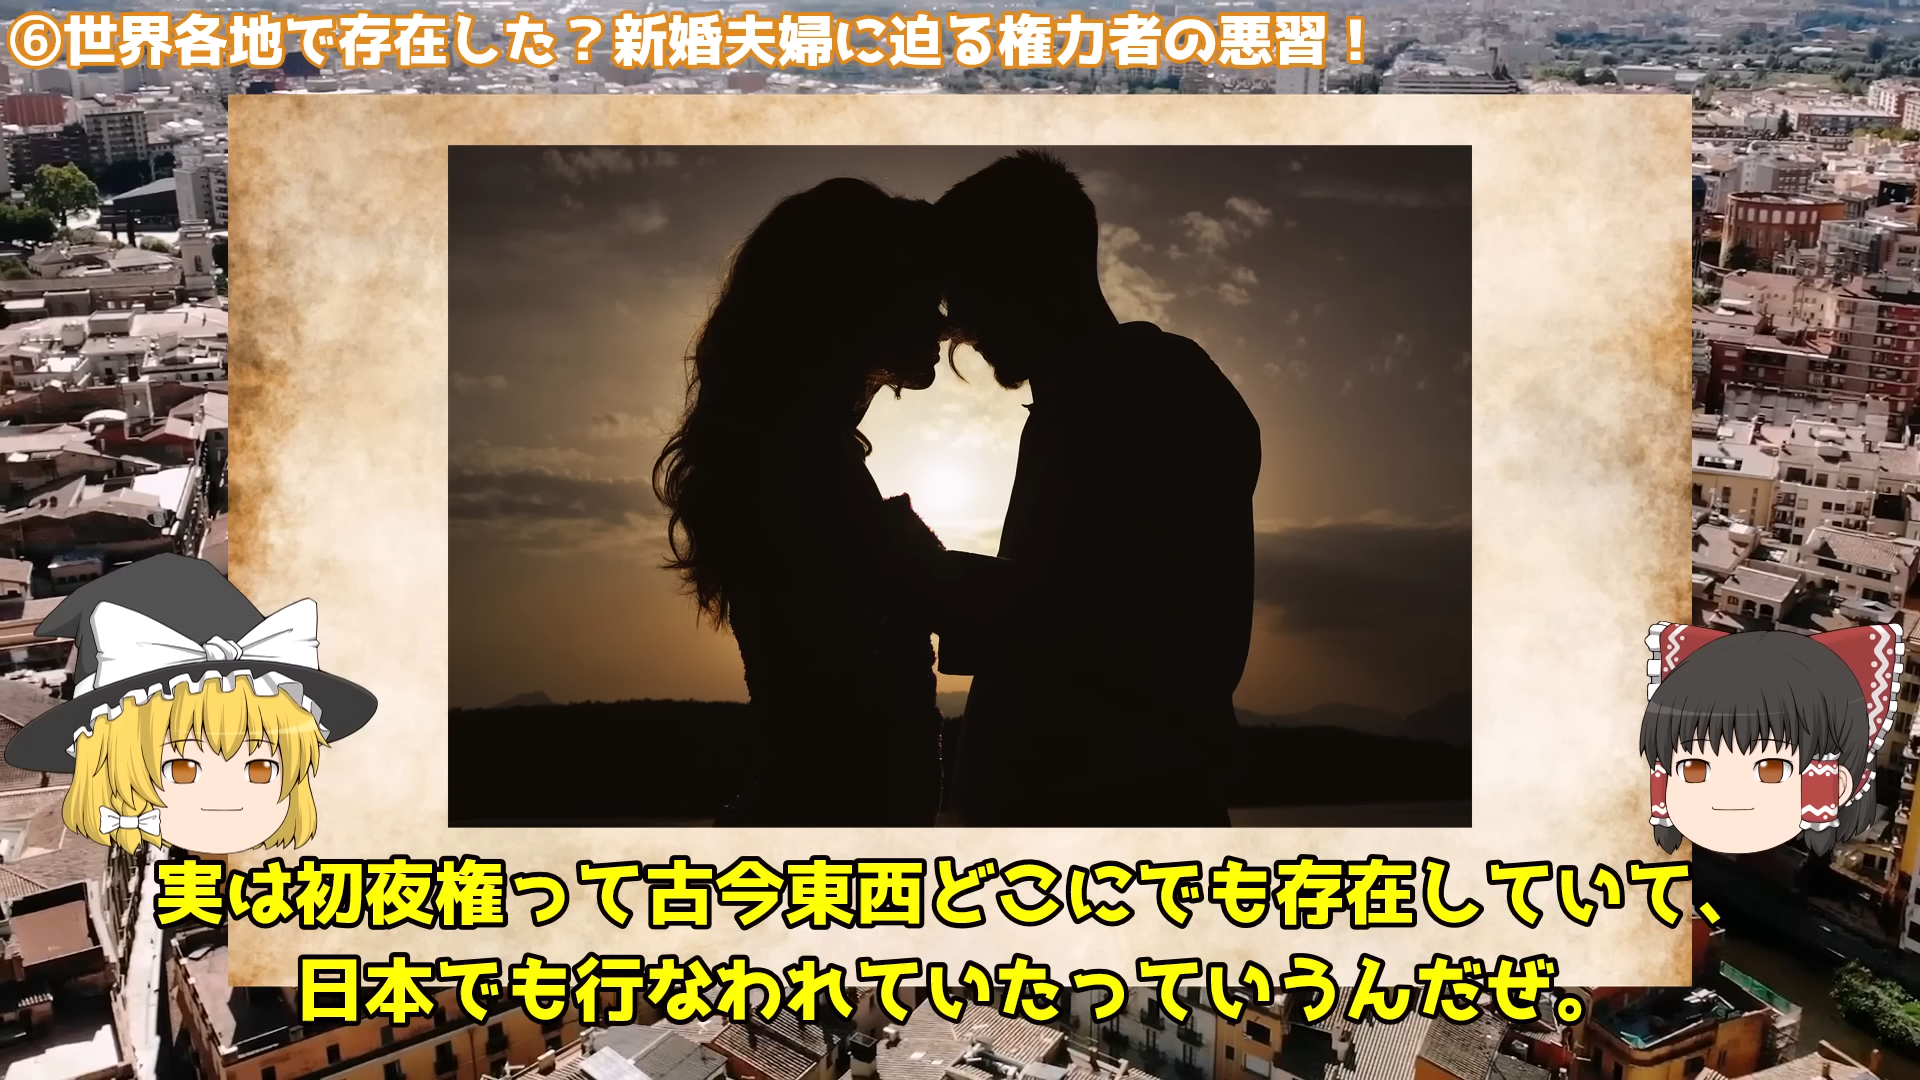 ⑥世界各地で存在した？新婚夫婦に迫る権力者の悪習！
実は初夜権って古今東西どこにでも存在していて、
日本でも行なわれていたっていうんだぜ。